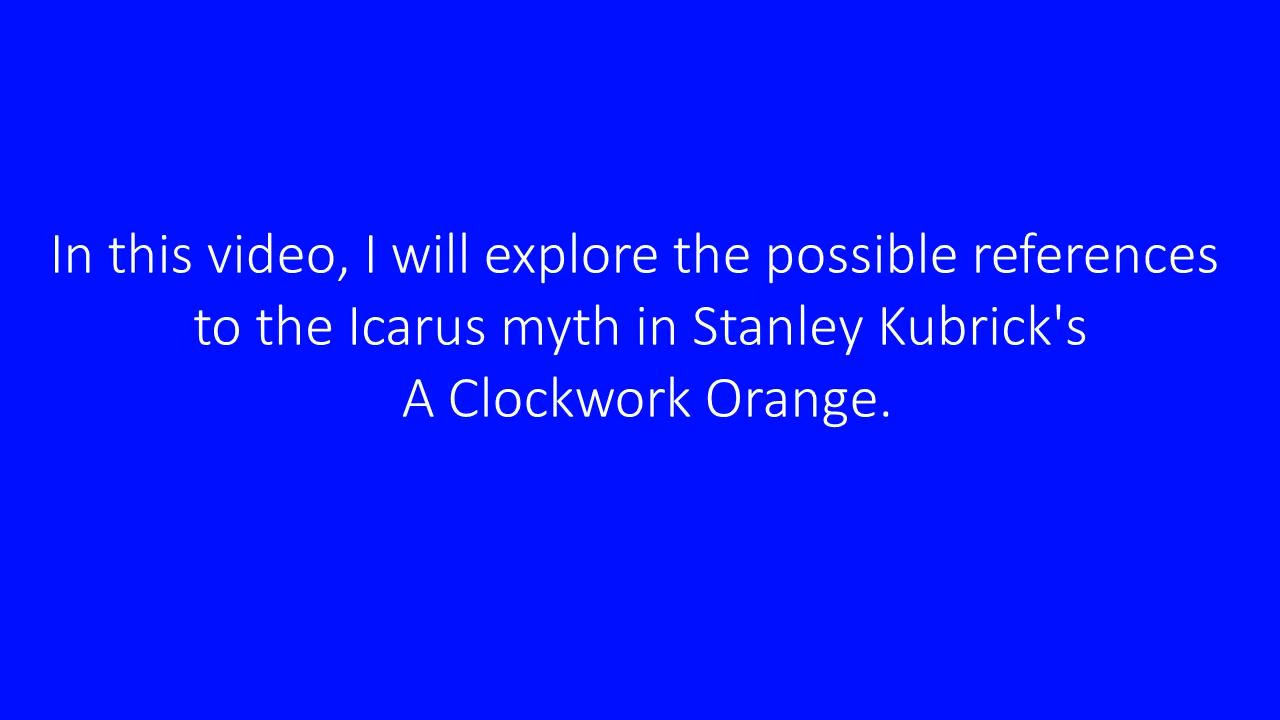 In this video, I will explore the possible references
to the Icarus myth in Stanley Kubrick's
A Clockwork Orange.